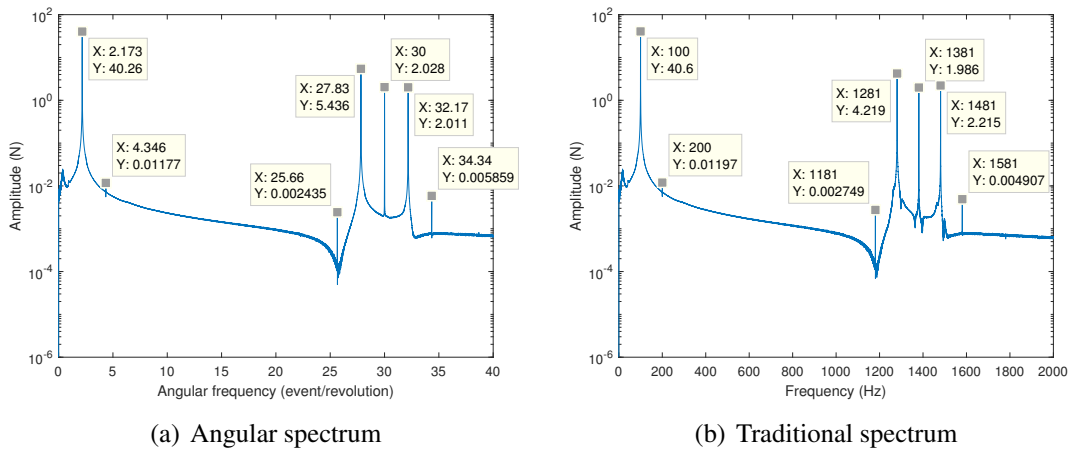 10^2
10^0
10^-2
10^-4
10^-6
Amplitude (N)
X: 2.173
Y: 40.26
X: 4.346
Y: 0.01177
X: 25.66
Y: 0.002435
X: 27.83
Y: 5.436
X: 30
Y: 2.028
X: 32.17
Y: 2.011
X: 34.34
Y: 0.005859
0 5 10 15 20 25 30 35 40
Angular frequency (event/revolution)
(a) Angular spectrum
10^2
10^0
10^-2
10^-4
10^-6
Amplitude (N)
X: 100
Y: 40.6
X: 200
Y: 0.01197
X: 1181
Y: 0.002749
X: 1281
Y: 4.219
X: 1381
Y: 1.986
X: 1481
Y: 2.215
X: 1581
Y: 0.004907
0 200 400 600 800 1000 1200 1400 1600 1800 2000
Frequency (Hz)
(b) Traditional spectrum